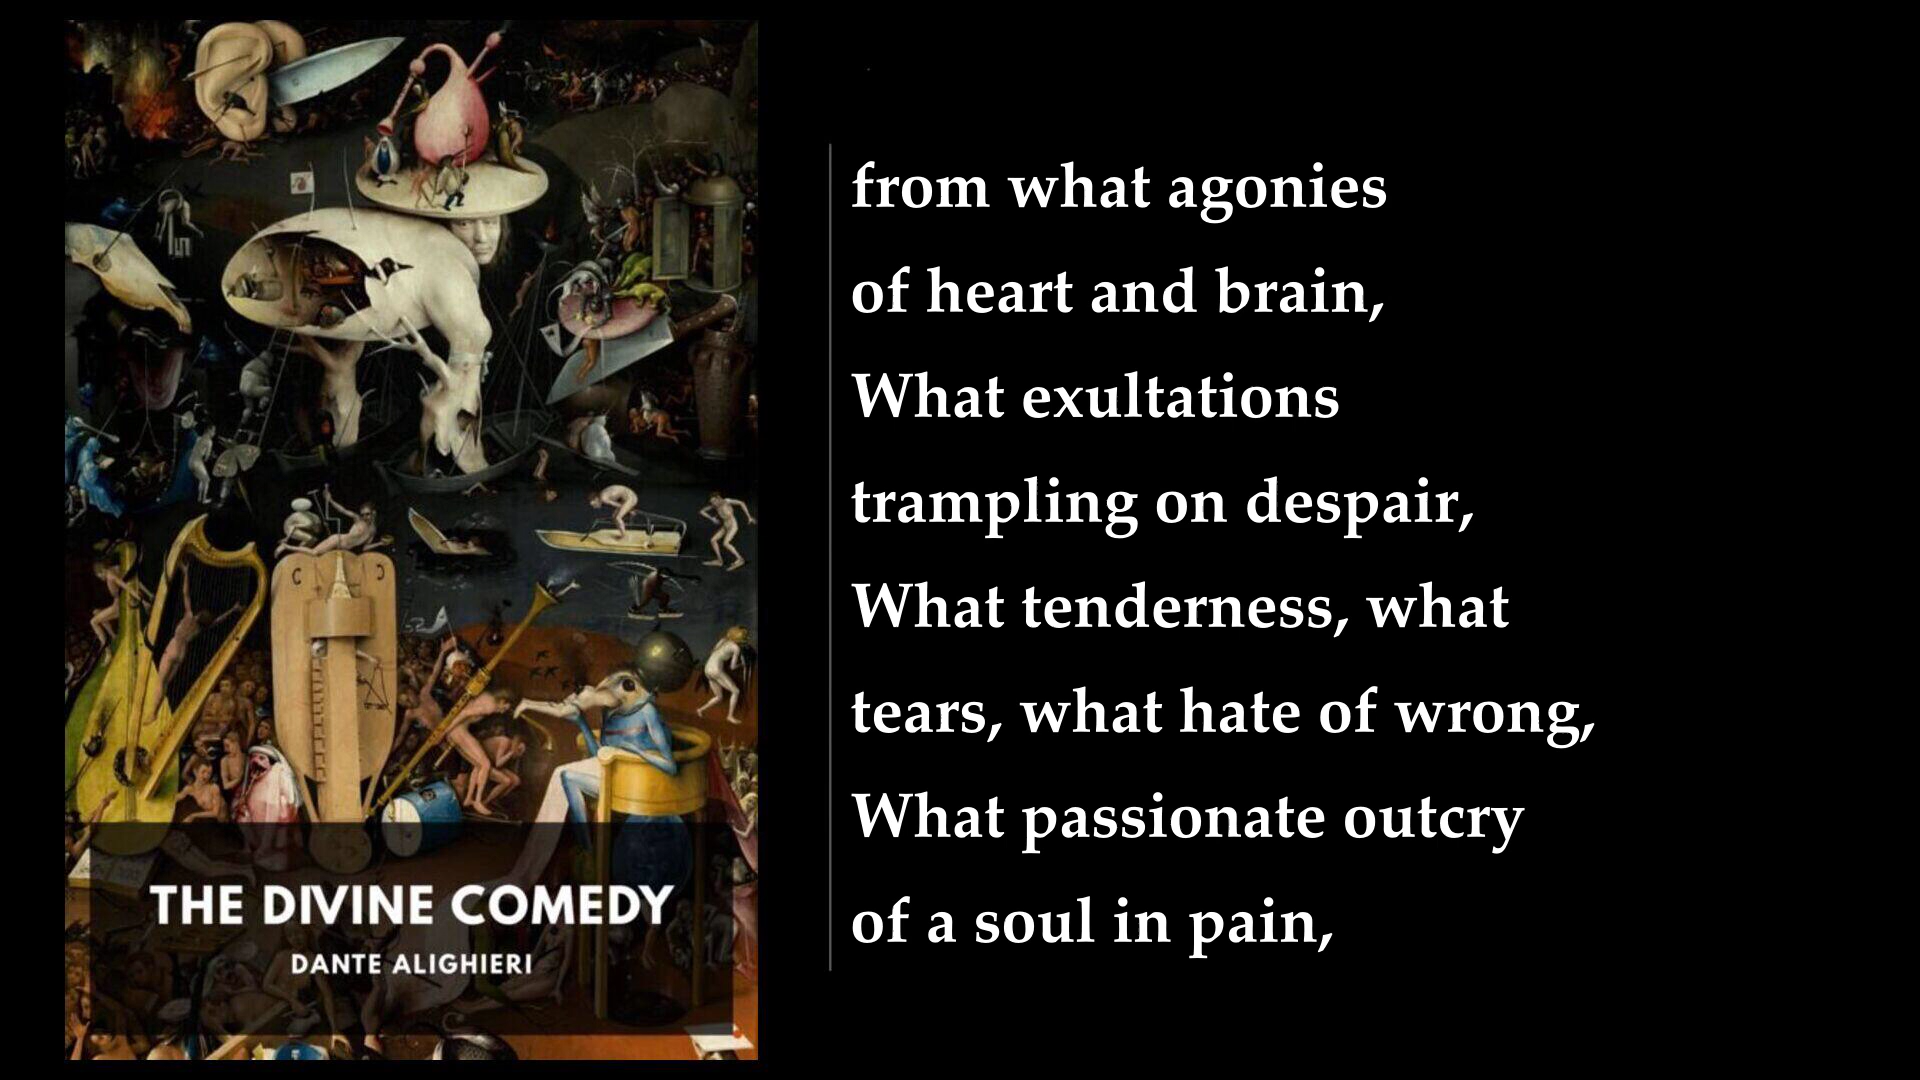 THE DIVINE COMEDY
DANTE ALIGHIERI
from what agonies
of heart and brain,
What exultations
trampling on despair,
What tenderness, what
tears, what hate of wrong,
What passionate outcry
of a soul in pain,